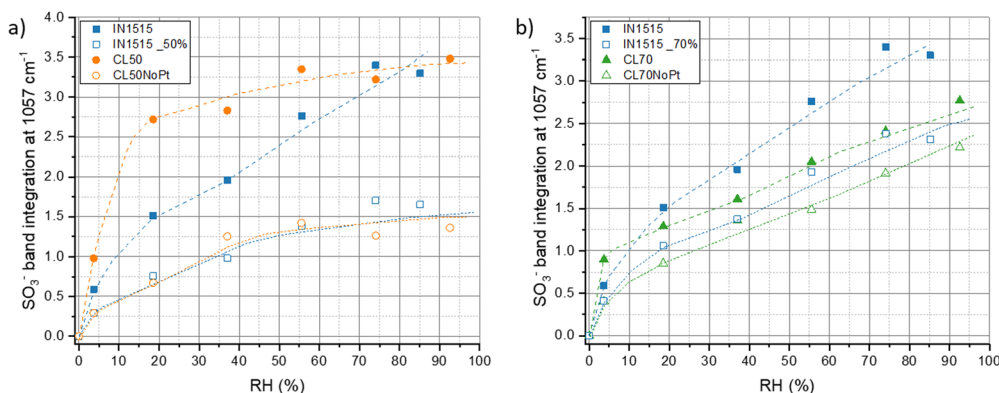 a)
SO₃⁻ band integration at 1057 cm⁻¹
4.0
3.5
3.0
2.5
2.0
1.5
1.0
0.5
0.0
IN1515
IN1515 _50%
CL50
CL50NoPt
0 10 20 30 40 50 60 70 80 90 100
RH (%)
b)
SO₃⁻ band integration at 1057 cm⁻¹
3.5
3.0
2.5
2.0
1.5
1.0
0.5
0.0
IN1515
IN1515 _70%
CL70
CL70NoPt
0 10 20 30 40 50 60 70 80 90 100
RH (%)